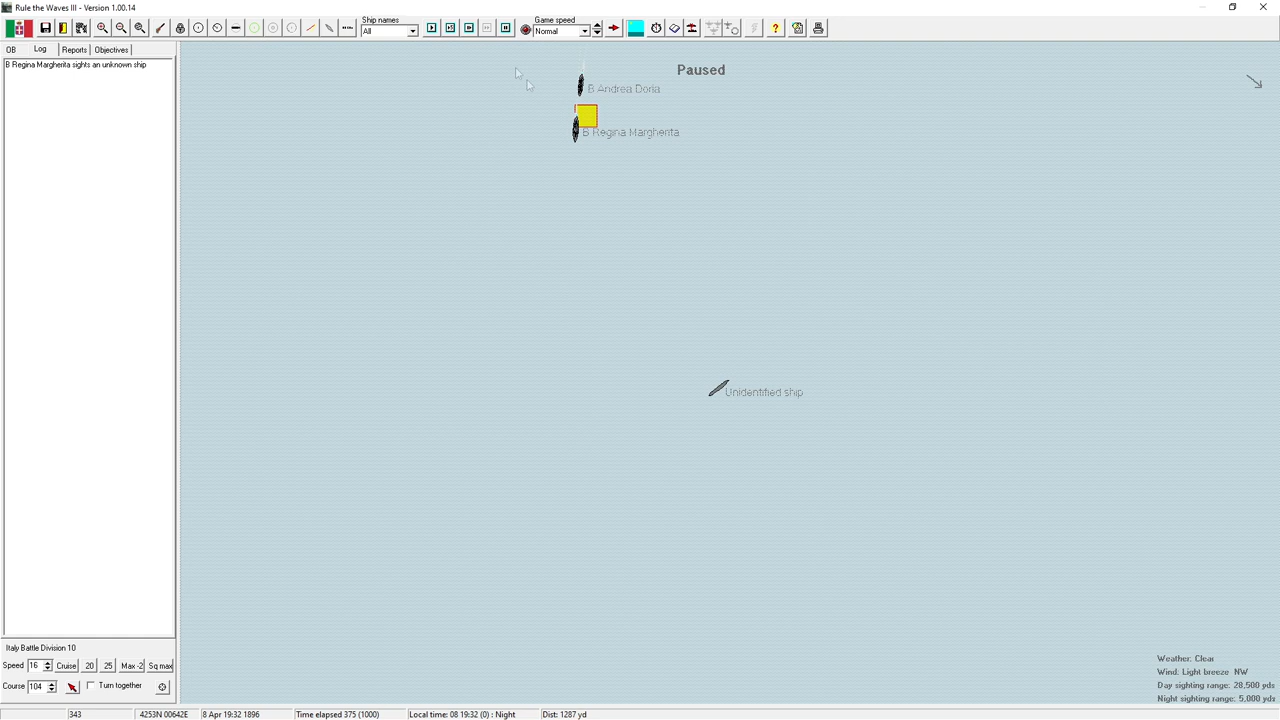 Rule the Waves III - Version 1.00.14
Ship names
All
Game speed
Normal
OB Log Reports Objectives
B Regina Margherita sights an unknown ship
Paused
B Andrea Doria
B Regina Margherita
Unidentified ship
Italy Battle Division 10
Speed 16 Cruise 20 25 Max -2 Sq max
Course 104 Turn together
Weather: Clear
Wind: Light breeze NW
Day sighting range: 28,500 yds
Night sighting range: 5,000 yds
343 4253N 00642E 8 Apr 19:32 1896 Time elapsed 375 (1000) Local time: 08 19:32 (0) : Night Dist: 1287 yd